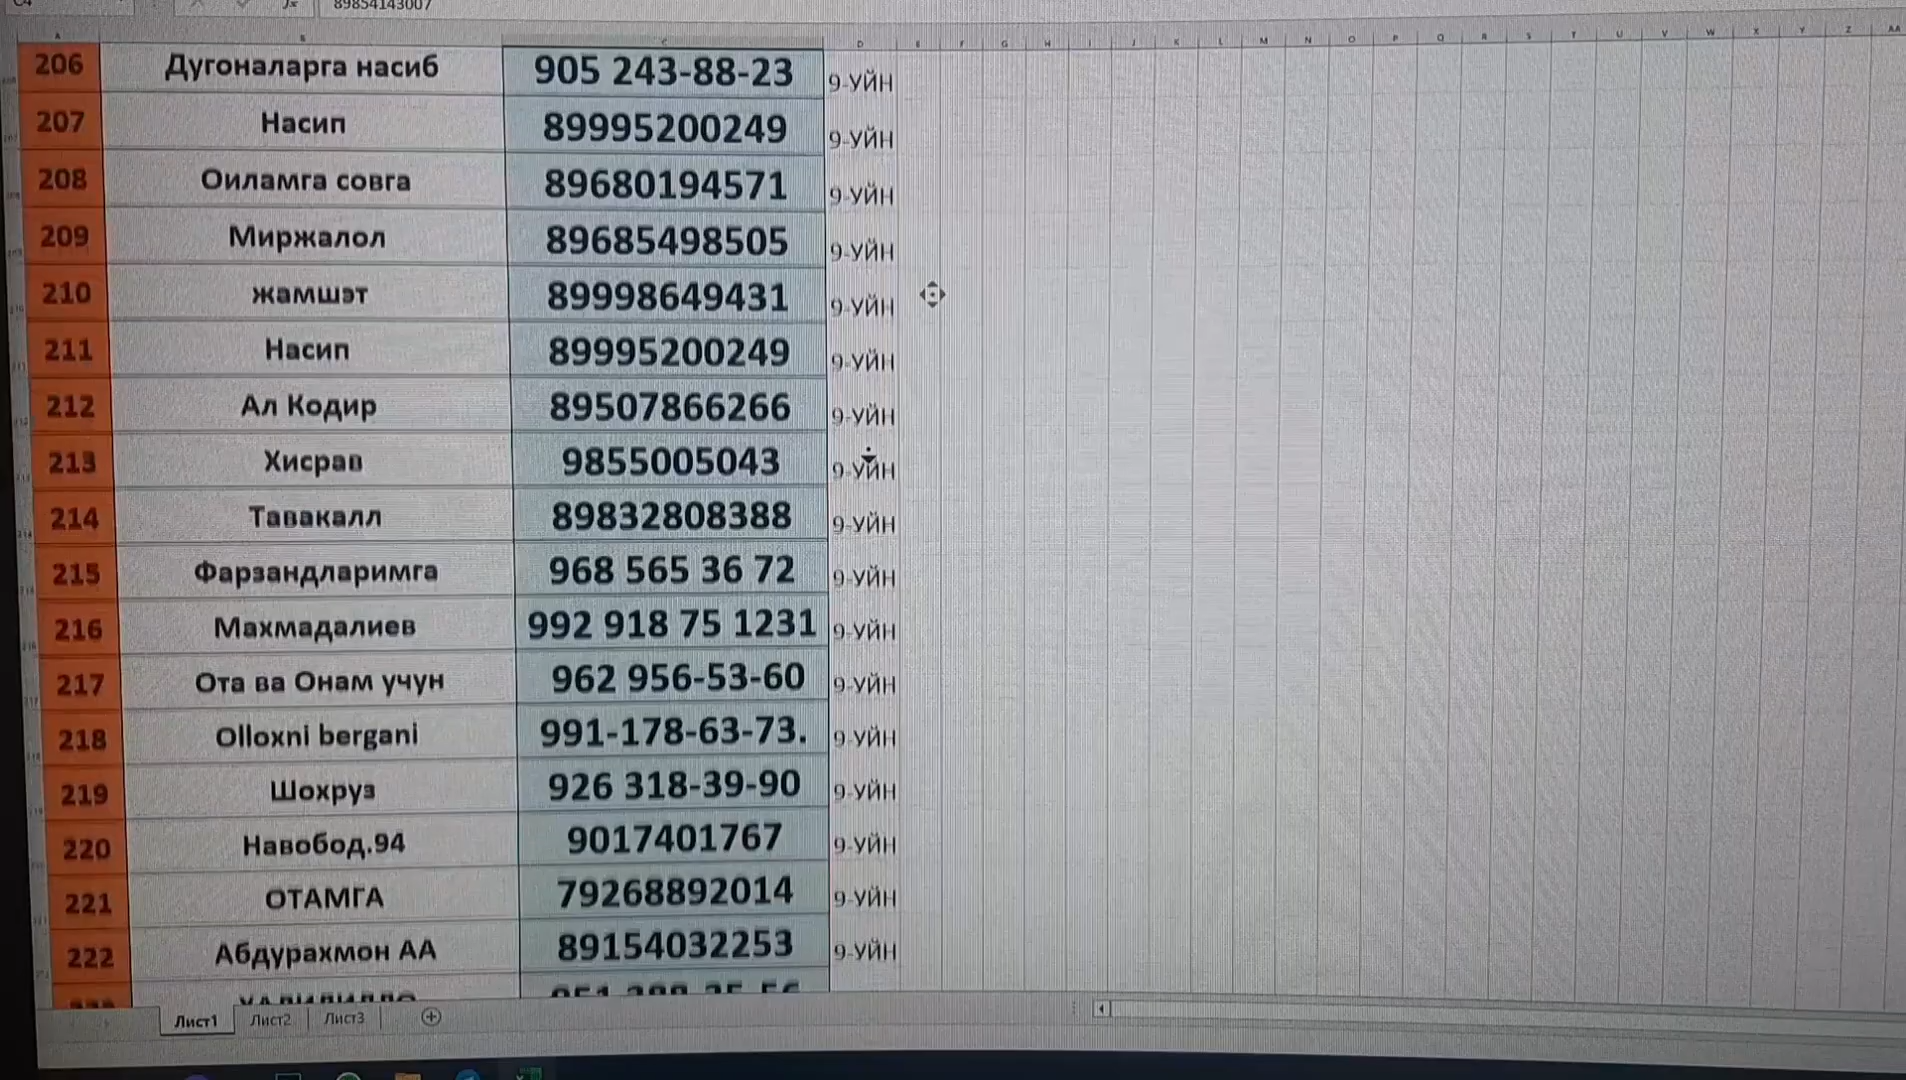 C4
fx
89854143007
A B C D E F G H I J K L M N O P Q R S T U V W X Y Z AA
206 Дугоналарга насиб 905 243-88-23 9-УЙН
207 Насип 89995200249 9-УЙН
208 Оиламга совга 89680194571 9-УЙН
209 Миржалол 89685498505 9-УЙН
210 жамшэт 89998649431 9-УЙН
211 Насип 89995200249 9-УЙН
212 Ал Кодир 89507866266 9-УЙН
213 Хисрав 9855005043 9-УЙН
214 Тавакалл 89832808388 9-УЙН
215 Фарзандларимга 968 565 36 72 9-УЙН
216 Махмадалиев 992 918 75 1231 9-УЙН
217 Ота ва Онам учун 962 956-53-60 9-УЙН
218 Olloxni bergani 991-178-63-73. 9-УЙН
219 Шохруз 926 318-39-90 9-УЙН
220 Навобод.94 9017401767 9-УЙН
221 ОТАМГА 79268892014 9-УЙН
222 Абдурахмон АА 89154032253 9-УЙН
Лист1 Лист2 Лист3